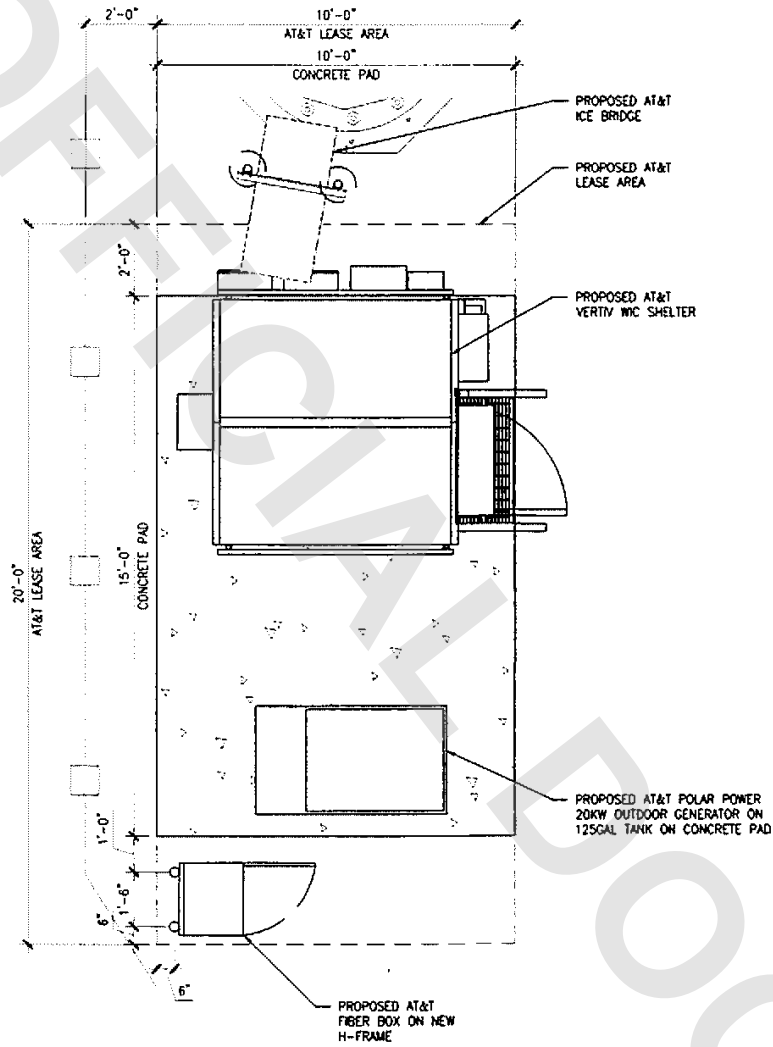 2'-0"
10'-0"
AT&T LEASE AREA
10'-0"
CONCRETE PAD
PROPOSED AT&T
ICE BRIDGE
PROPOSED AT&T
LEASE AREA
2'-0"
PROPOSED AT&T
VERTIV WIC SHELTER
20'-0"
AT&T LEASE AREA
15'-0"
CONCRETE PAD
PROPOSED AT&T POLAR POWER
20KW OUTDOOR GENERATOR ON
125GAL TANK ON CONCRETE PAD
1'-0"
1'-6"
6"
6"
PROPOSED AT&T
FIBER BOX ON NEW
H-FRAME
OFFICIAL DOC